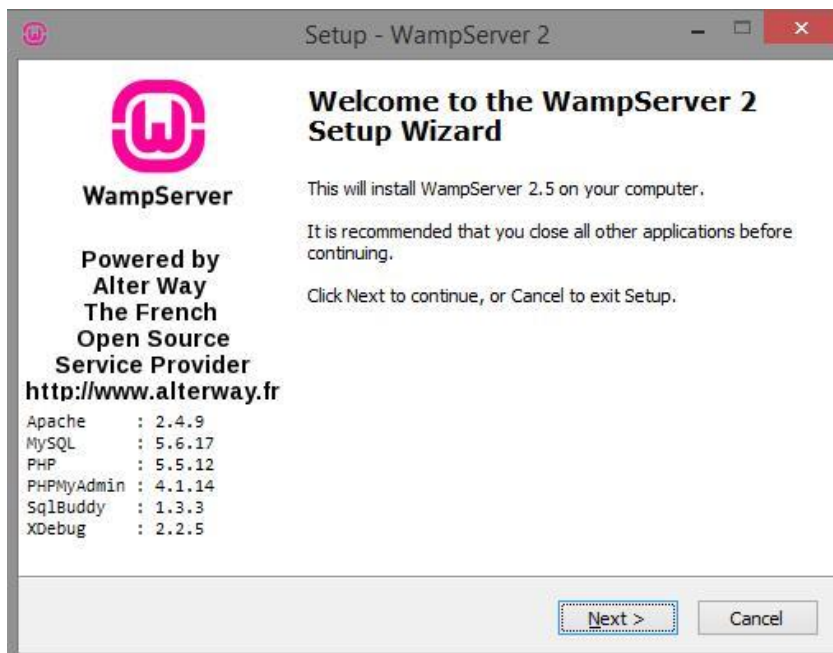 Setup - WampServer 2
WampServer
Powered by
Alter Way
The French
Open Source
Service Provider
http://www.alterway.fr
Apache : 2.4.9
MySQL : 5.6.17
PHP : 5.5.12
PHPMyAdmin : 4.1.14
SqlBuddy : 1.3.3
XDebug : 2.2.5
Welcome to the WampServer 2
Setup Wizard
This will install WampServer 2.5 on your computer.
It is recommended that you close all other applications before
continuing.
Click Next to continue, or Cancel to exit Setup.
Next >
Cancel